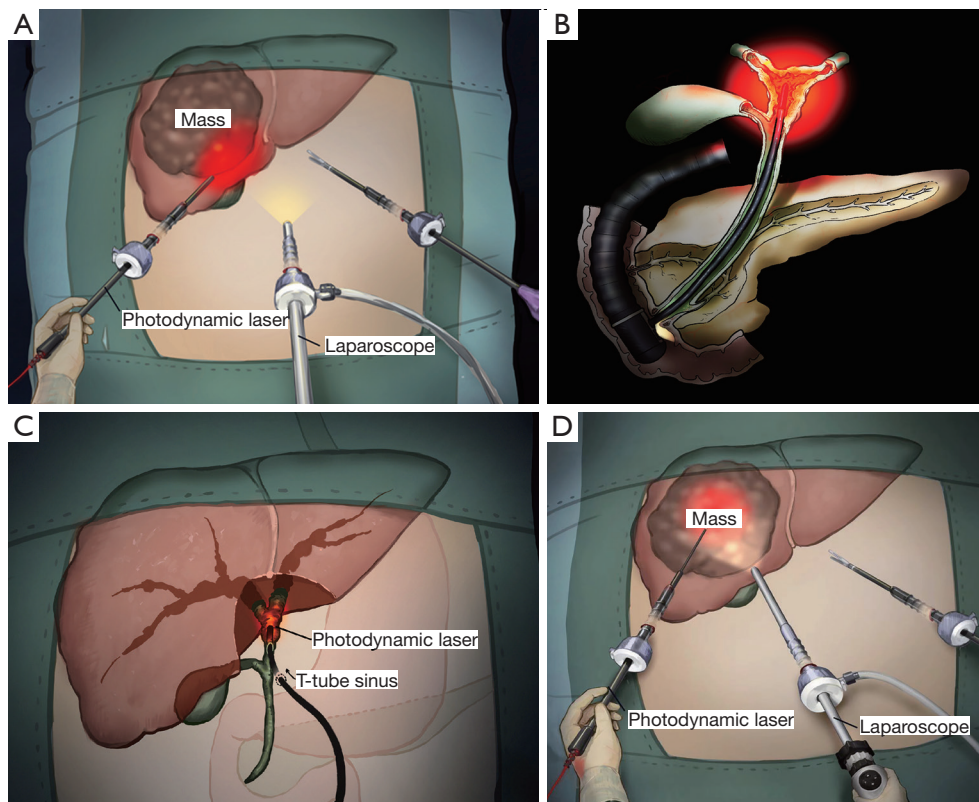 A
Mass
Photodynamic laser
Laparoscope
B
C
Photodynamic laser
T-tube sinus
D
Mass
Photodynamic laser
Laparoscope